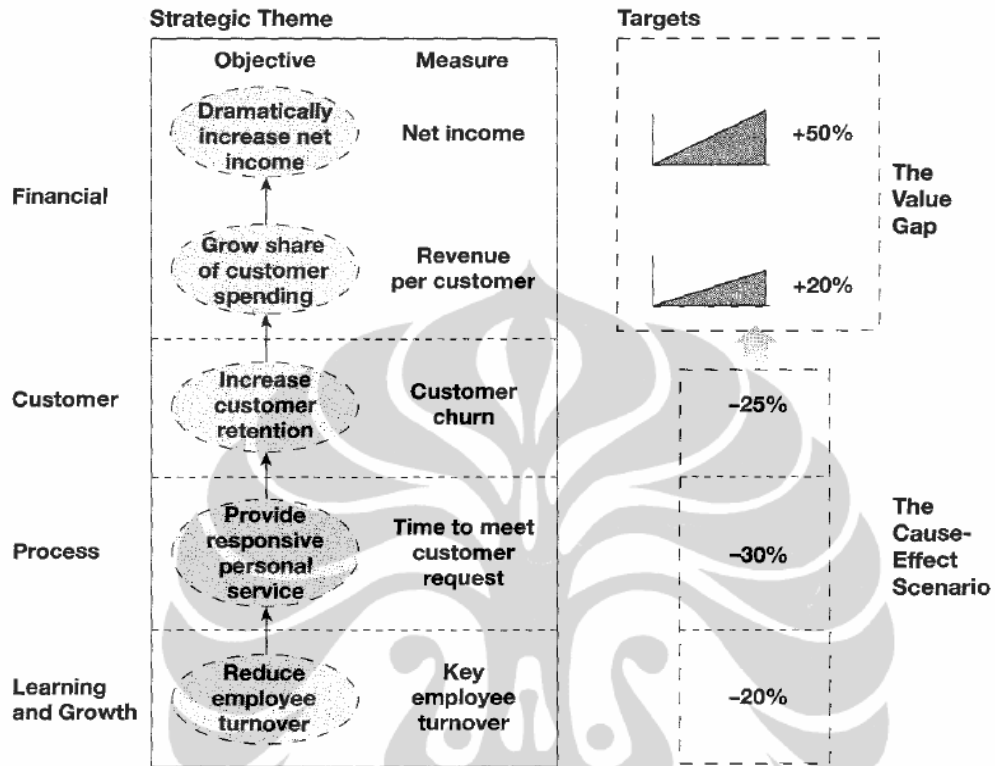 Strategic Theme
Targets
Objective
Measure
Dramatically
increase net
income
Net income
+50%
Financial
The
Value
Gap
Grow share
of customer
spending
Revenue
per customer
+20%
Customer
Increase
customer
retention
Customer
churn
–25%
Process
Provide
responsive
personal
service
Time to meet
customer
request
–30%
The
Cause-
Effect
Scenario
Learning
and Growth
Reduce
employee
turnover
Key
employee
turnover
–20%